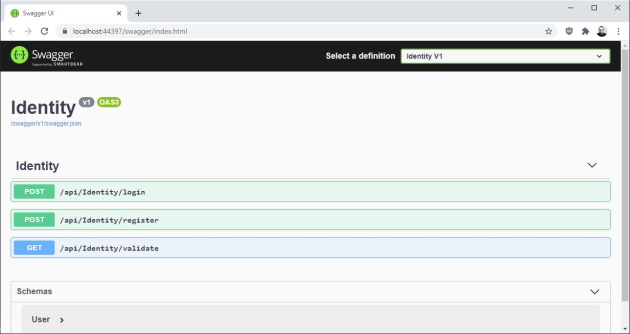 Swagger UI
localhost:44397/swagger/index.html
Swagger.
Supported by SMARTBEAR
Select a definition
Identity V1
Identity v1 OAS3
/swagger/v1/swagger.json
Identity
POST /api/Identity/login
POST /api/Identity/register
GET /api/Identity/validate
Schemas
User